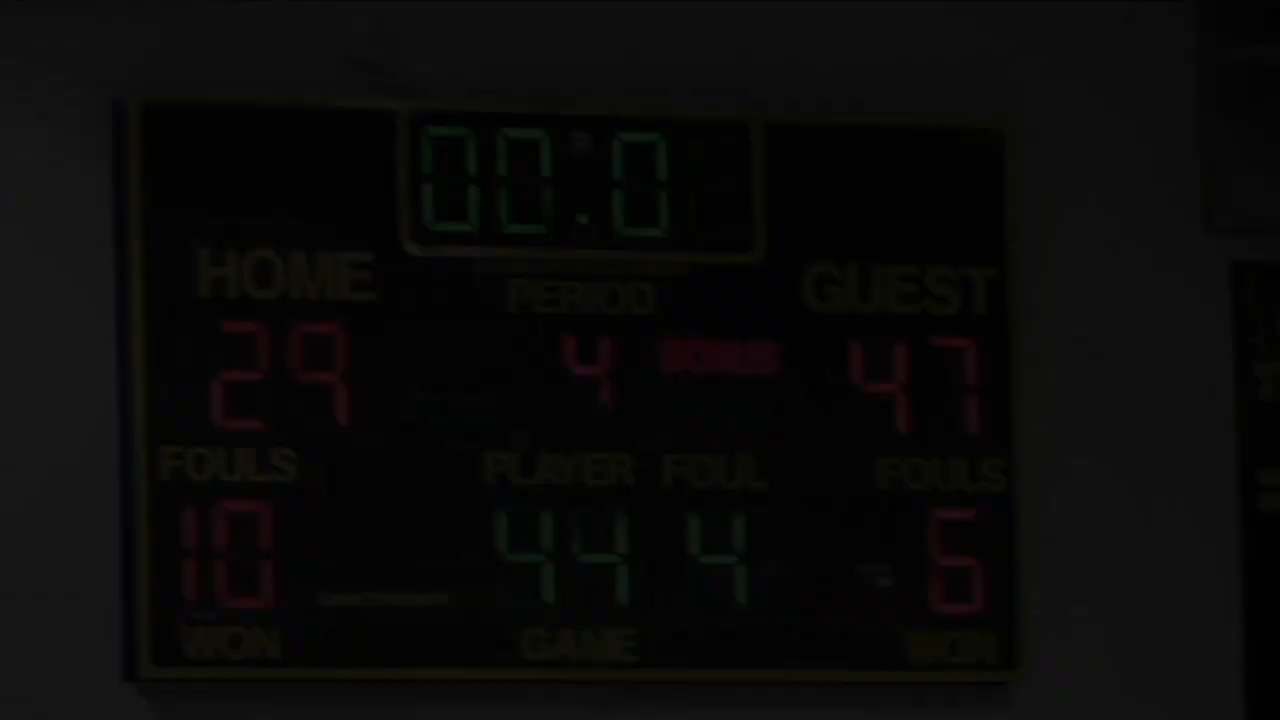 00.0
HOME PERIOD GUEST
29 4 BONUS 47
FOULS PLAYER FOUL FOULS
10 44 4 6
WON GAME WON